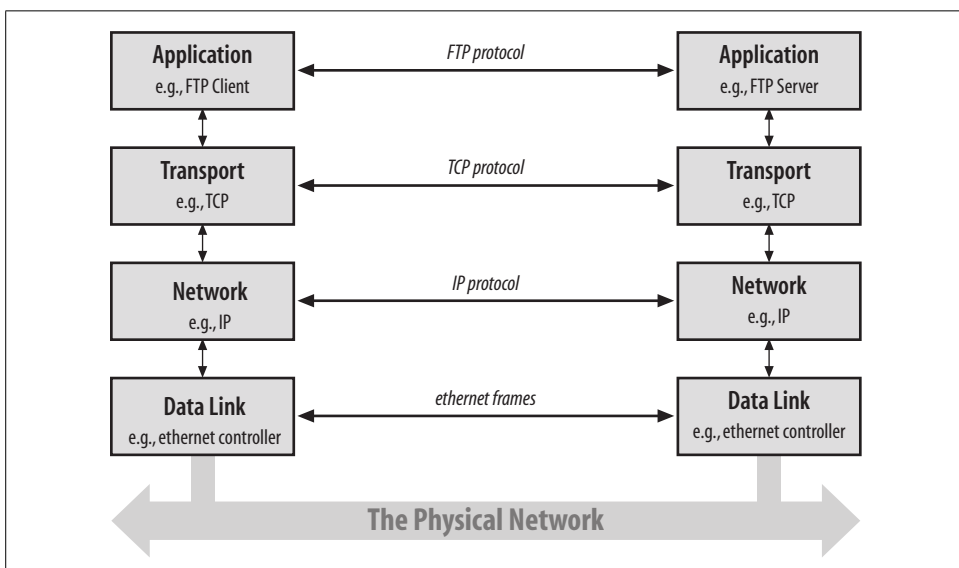 Application
e.g., FTP Client
FTP protocol
Application
e.g., FTP Server
Transport
e.g., TCP
TCP protocol
Transport
e.g., TCP
Network
e.g., IP
IP protocol
Network
e.g., IP
Data Link
e.g., ethernet controller
ethernet frames
Data Link
e.g., ethernet controller
The Physical Network